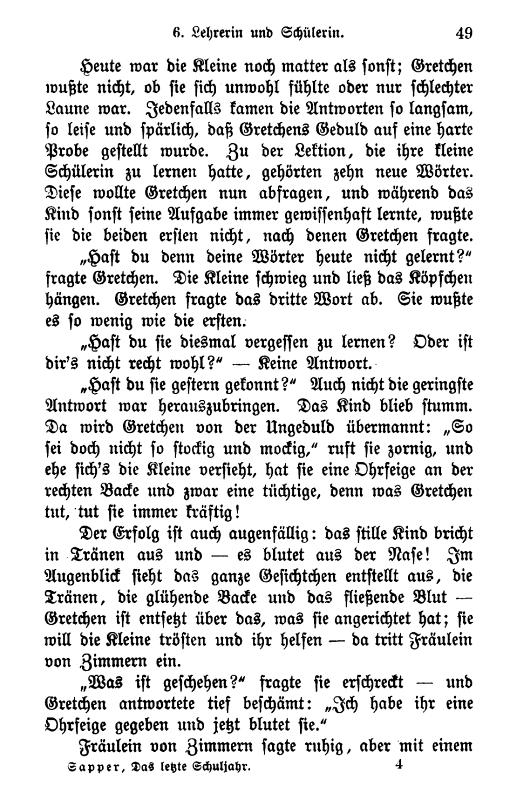 6. Lehrerin und Schülerin. 49
Heute war die Kleine noch matter als sonst; Gretchen
wußte nicht, ob sie sich unwohl fühlte oder nur schlechter
Laune war. Jedenfalls kamen die Antworten so langsam,
so leise und spärlich, daß Gretchens Geduld auf eine harte
Probe gestellt wurde. Zu der Lektion, die ihre kleine
Schülerin zu lernen hatte, gehörten zehn neue Wörter.
Diese wollte Gretchen nun abfragen, und während das
Kind sonst seine Aufgabe immer gewissenhaft lernte, wußte
sie die beiden ersten nicht, nach denen Gretchen fragte.
„Hast du denn deine Wörter heute nicht gelernt?“
fragte Gretchen. Die Kleine schwieg und ließ das Köpfchen
hängen. Gretchen fragte das dritte Wort ab. Sie wußte
es so wenig wie die ersten.
„Hast du sie diesmal vergessen zu lernen? Oder ist
dir's nicht recht wohl?“ — Keine Antwort.
„Hast du sie gestern gekonnt?“ Auch nicht die geringste
Antwort war herauszubringen. Das Kind blieb stumm.
Da wird Gretchen von der Ungeduld übermannt: „So
sei doch nicht so stockig und mockig,“ ruft sie zornig, und
ehe sich's die Kleine versieht, hat sie eine Ohrfeige an der
rechten Backe und zwar eine tüchtige, denn was Gretchen
tut, tut sie immer kräftig!
Der Erfolg ist auch augenfällig: das stille Kind bricht
in Tränen aus und — es blutet aus der Nase! Im
Augenblick sieht das ganze Gesichtchen entstellt aus, die
Tränen, die glühende Backe und das fließende Blut —
Gretchen ist entsetzt über das, was sie angerichtet hat; sie
will die Kleine trösten und ihr helfen — da tritt Fräulein
von Zimmern ein.
„Was ist geschehen?“ fragte sie erschreckt — und
Gretchen antwortete tief beschämt: „Ich habe ihr eine
Ohrfeige gegeben und jetzt blutet sie.“
Fräulein von Zimmern sagte ruhig, aber mit einem
Sapper, Das letzte Schuljahr. 4